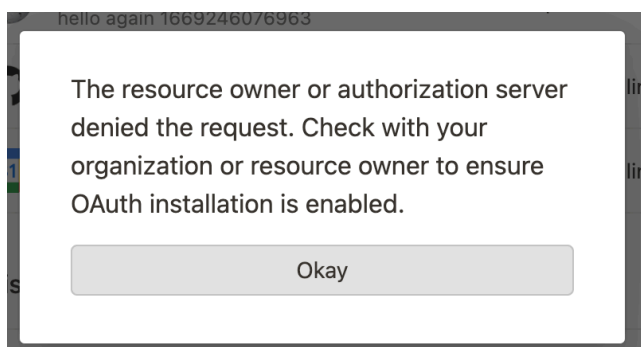 hello again 1669246076963
The resource owner or authorization server
denied the request. Check with your
organization or resource owner to ensure
OAuth installation is enabled.
Okay